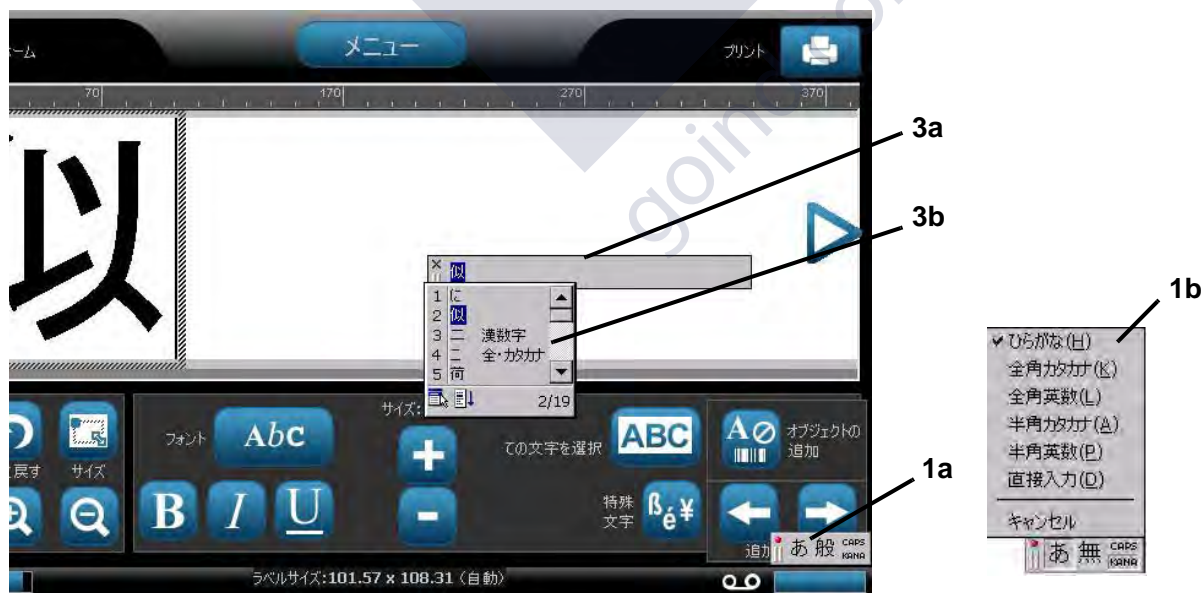 ーム
メニュー
プリント
70
170
270
370
似
3a
3b
似
1 に
2 似
3 二 漢数字
4 ニ 全・カタカナ
5 荷
2/19
1b
✔ひらがな(H)
全角カタカナ(K)
全角英数(L)
半角カタカナ(A)
半角英数(P)
直接入力(D)
キャンセル
あ 無 CAPS KANA
サイズ:
フォント
AbC
ての文字を選択
ABC
オブジェクトの
追加
戻す
サイズ
B I U
特殊
文字
ßé¥
1a
追加
あ 般 CAPS KANA
ラベルサイズ:101.57 x 108.31 (自動)
goin